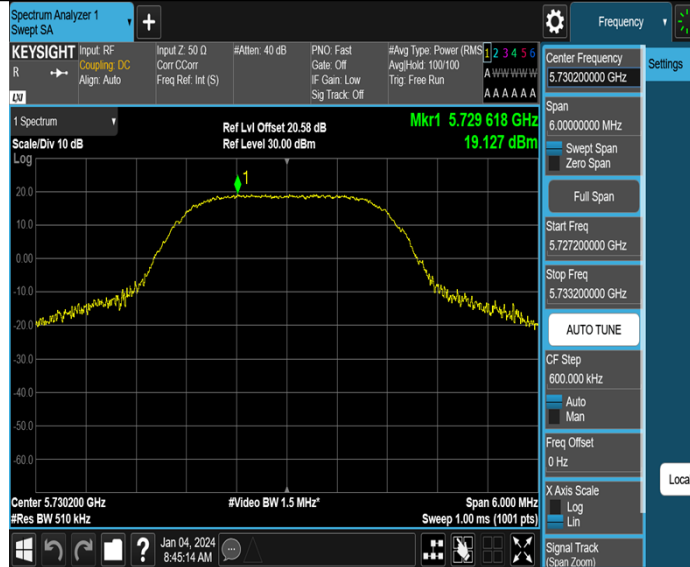 Spectrum Analyzer 1
Swept SA
Frequency
KEYSIGHT
R
LXI
Input: RF
Coupling: DC
Align: Auto
Input Z: 50 Ω
Corr CCorr
Freq Ref: Int (S)
#Atten: 40 dB
PNO: Fast
Gate: Off
IF Gain: Low
Sig Track: Off
#Avg Type: Power (RMS
Avg|Hold: 100/100
Trig: Free Run
1 2 3 4 5 6
A W W W W W
A A A A A A
1 Spectrum
Scale/Div 10 dB
Log
Ref Lvl Offset 20.58 dB
Ref Level 30.00 dBm
Mkr1 5.729 618 GHz
19.127 dBm
1
20.0
10.0
0.00
-10.0
-20.0
-30.0
-40.0
-50.0
-60.0
Center 5.730200 GHz
#Res BW 510 kHz
#Video BW 1.5 MHz*
Span 6.000 MHz
Sweep 1.00 ms (1001 pts)
?
Jan 04, 2024
8:45:14 AM
Center Frequency
5.730200000 GHz
Span
6.00000000 MHz
Swept Span
Zero Span
Full Span
Start Freq
5.727200000 GHz
Stop Freq
5.733200000 GHz
AUTO TUNE
CF Step
600.000 kHz
Auto
Man
Freq Offset
0 Hz
X Axis Scale
Log
Lin
Signal Track
(Span Zoom)
Settings
Loca